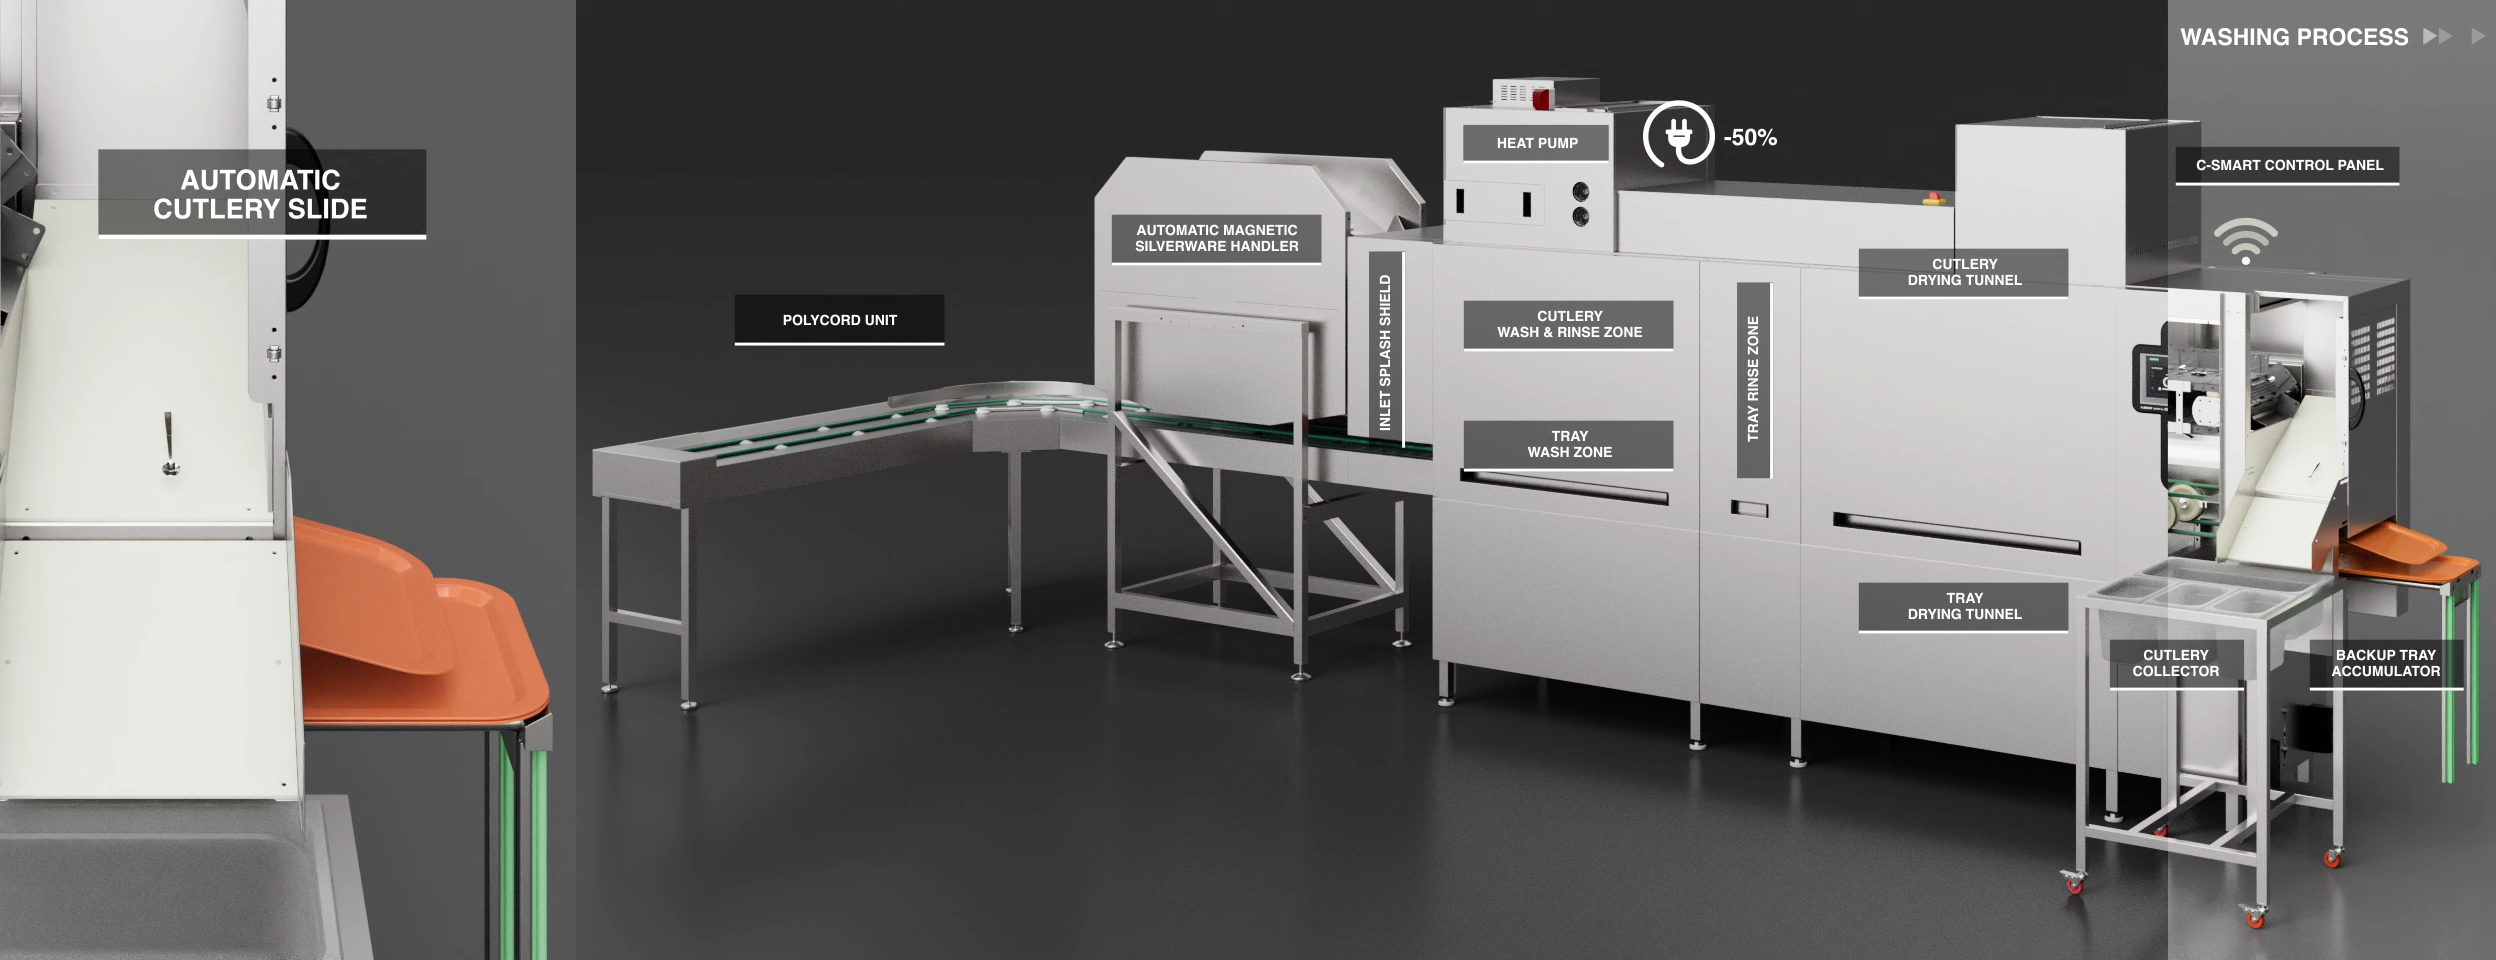 WASHING PROCESS
AUTOMATIC
CUTLERY SLIDE
POLYCORD UNIT
AUTOMATIC MAGNETIC
SILVERWARE HANDLER
HEAT PUMP
-50%
INLET SPLASH SHIELD
CUTLERY
WASH & RINSE ZONE
TRAY
WASH ZONE
TRAY RINSE ZONE
CUTLERY
DRYING TUNNEL
TRAY
DRYING TUNNEL
C-SMART CONTROL PANEL
CUTLERY
COLLECTOR
BACKUP TRAY
ACCUMULATOR